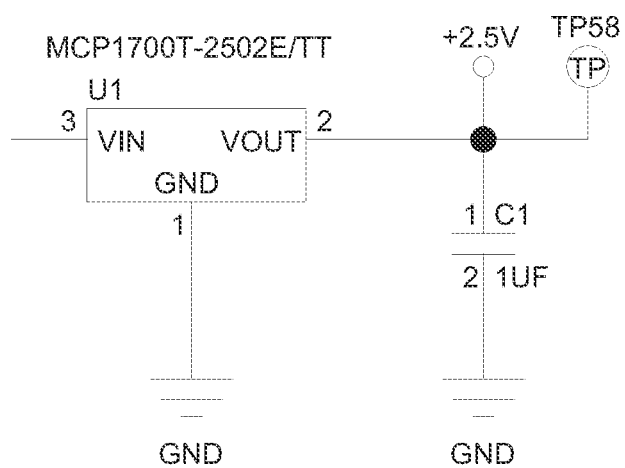 TP58
+2.5V
TP
MCP1700T-2502E/TT
U1
3
VIN
VOUT
2
GND
1
1
C1
2
1UF
GND
GND